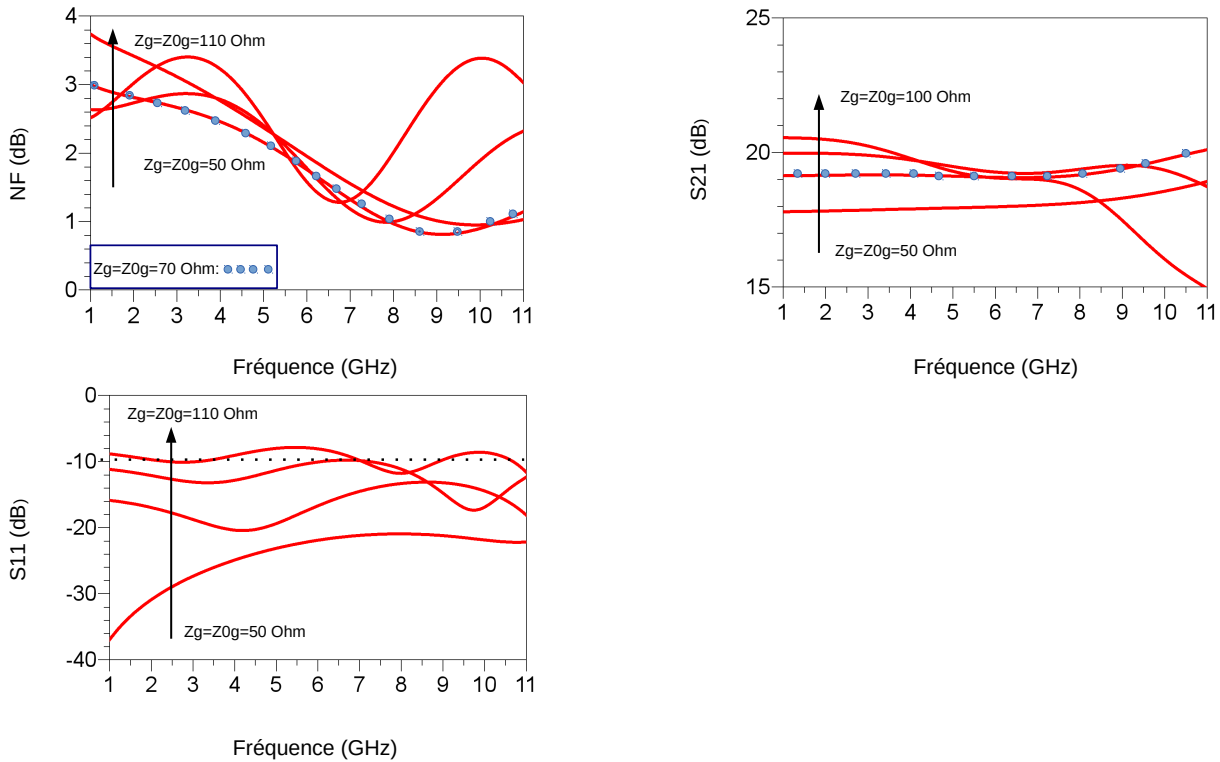 4
3
2
1
0
NF (dB)
Zg=Z0g=110 Ohm
Zg=Z0g=50 Ohm
Zg=Z0g=70 Ohm:
1 2 3 4 5 6 7 8 9 10 11
Fréquence (GHz)
25
20
15
S21 (dB)
Zg=Z0g=100 Ohm
Zg=Z0g=50 Ohm
1 2 3 4 5 6 7 8 9 10 11
Fréquence (GHz)
0
-10
-20
-30
-40
S11 (dB)
Zg=Z0g=110 Ohm
Zg=Z0g=50 Ohm
1 2 3 4 5 6 7 8 9 10 11
Fréquence (GHz)